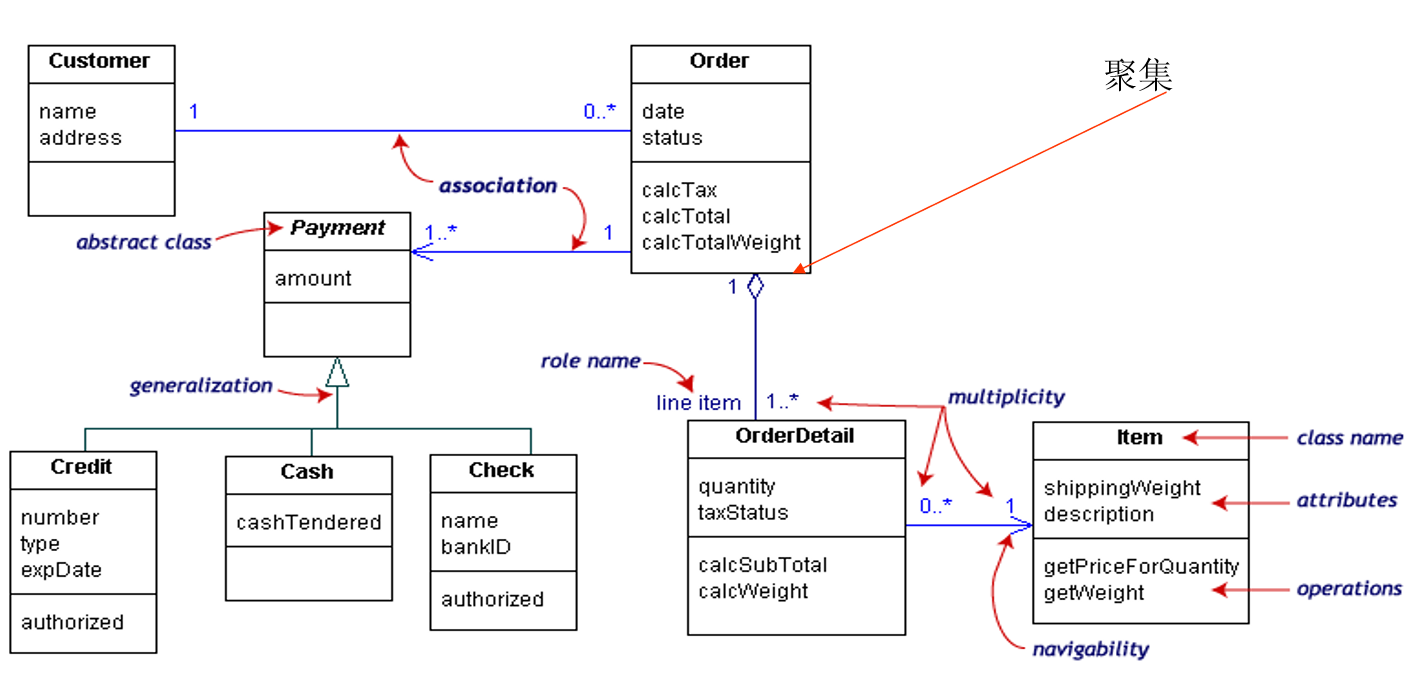 Customer
name
address
1
0..*
Order
date
status
calcTax
calcTotal
calcTotalWeight
聚集
association
abstract class
Payment
amount
1..*
1
1
generalization
role name
line item
1..*
multiplicity
Credit
number
type
expDate
authorized
Cash
cashTendered
Check
name
bankID
authorized
OrderDetail
quantity
taxStatus
calcSubTotal
calcWeight
0..*
1
Item
shippingWeight
description
getPriceForQuantity
getWeight
class name
attributes
operations
navigability